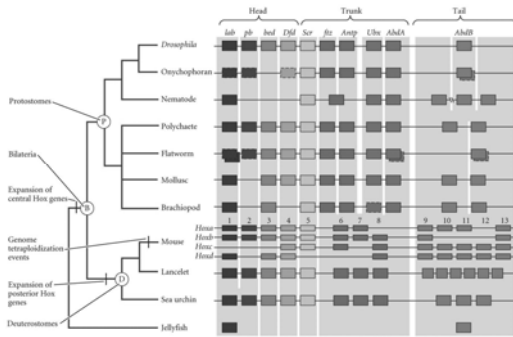 Head Trunk Tail
lab pb bcd Dfd Scr ftz Antp Ubx AbdA AbdB
Drosophila
Onychophoran
Nematode
Protostomes
P
Polychaete
Flatworm
Bilateria
Mollusc
Expansion of
central Hox genes
B
Brachiopod
1 2 3 4 5 6 7 8 9 10 11 12 13
Genome
tetraploidization
events
Mouse
Hoxa
Hoxb
Hoxc
Hoxd
D
Lancelet
Expansion of
posterior Hox
genes
Sea urchin
Deuterostomes
Jellyfish